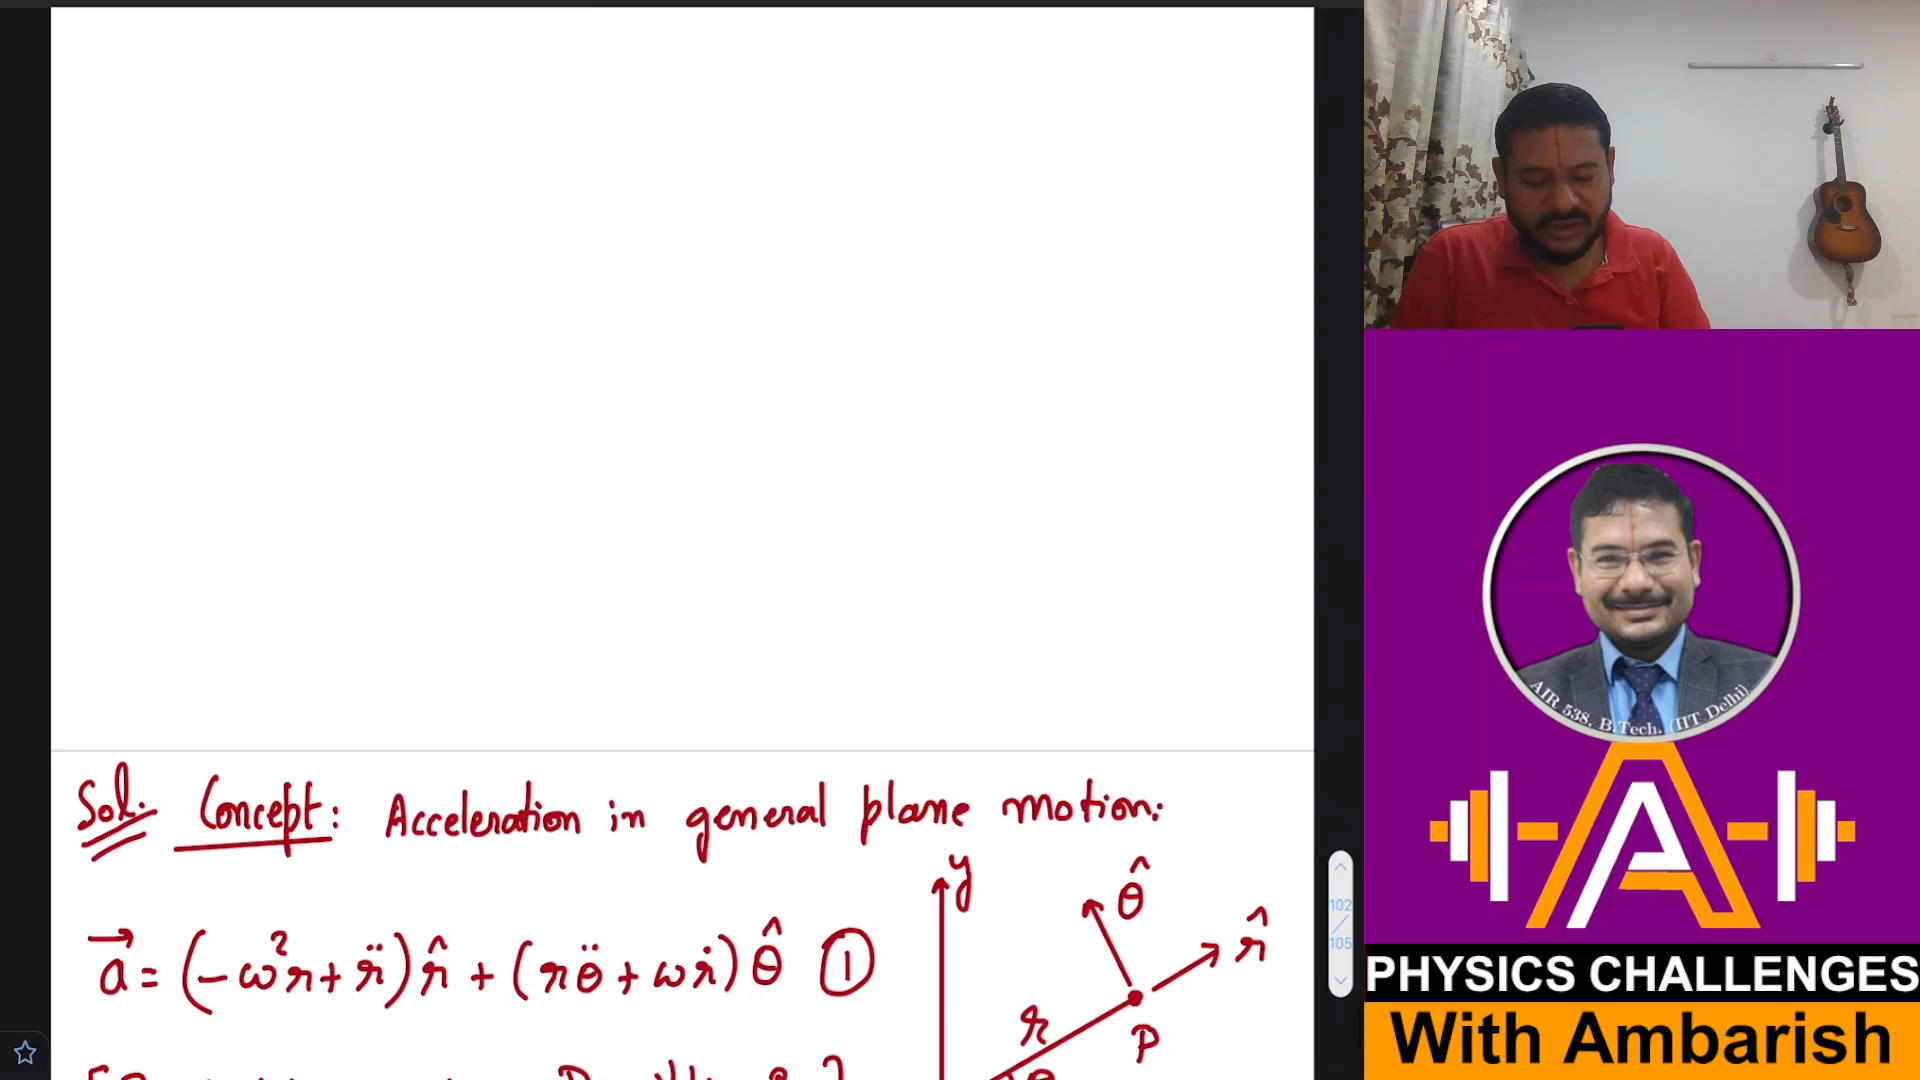 Sol. Concept: Acceleration in general plane motion:
y
θ̂
r̂
a⃗ = (-ω²r + r̈) r̂ + (rθ̈ + ωṙ) θ̂ ①
r
P
θ
102
/
105
AIR 538, B.Tech. (IIT Delhi)
A
PHYSICS CHALLENGES
With Ambarish